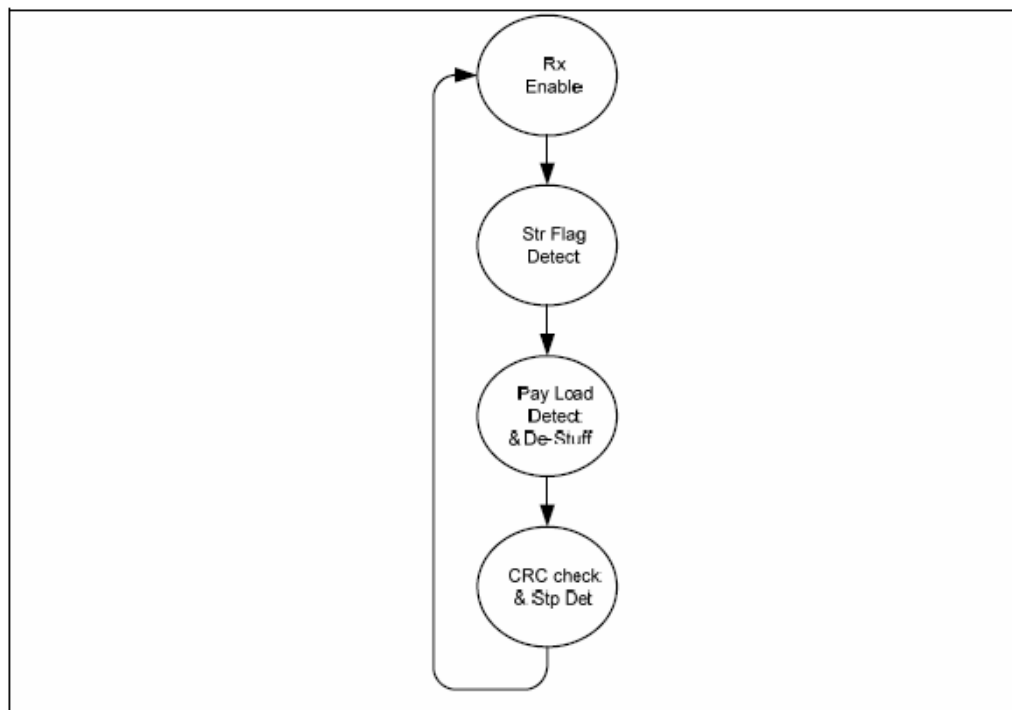 Rx
Enable
Str Flag
Detect
Pay Load
Detect
& De-Stuff
CRC check
& Stp Det